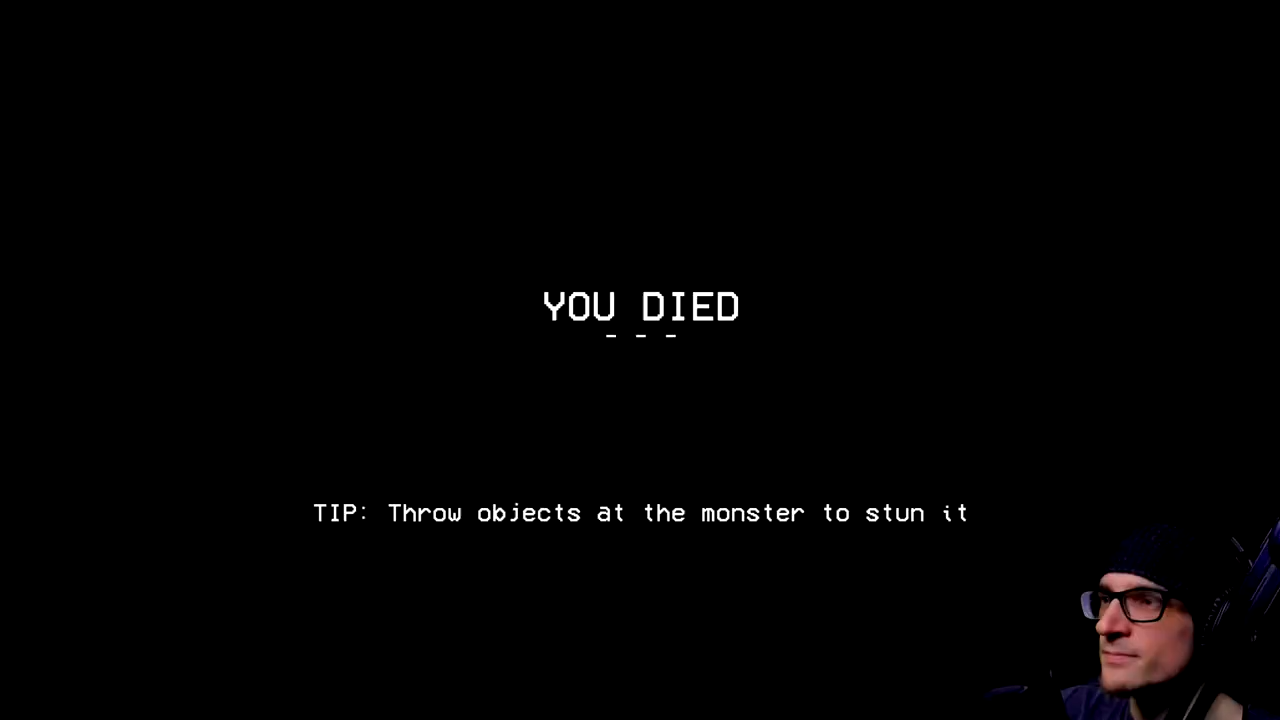 YOU DIED
- - -
TIP: Throw objects at the monster to stun it